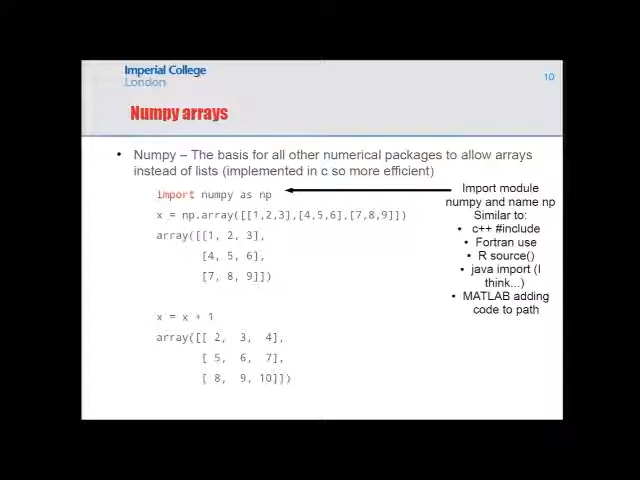 Imperial College
London
10
Numpy arrays
• Numpy – The basis for all other numerical packages to allow arrays
instead of lists (implemented in c so more efficient)
import numpy as np
x = np.array([[1,2,3],[4,5,6],[7,8,9]])
array([[1, 2, 3],
[4, 5, 6],
[7, 8, 9]])
x = x + 1
array([[ 2, 3, 4],
[ 5, 6, 7],
[ 8, 9, 10]])
Import module
numpy and name np
Similar to:
• c++ #include
• Fortran use
• R source()
• java import (I
think...)
• MATLAB adding
code to path